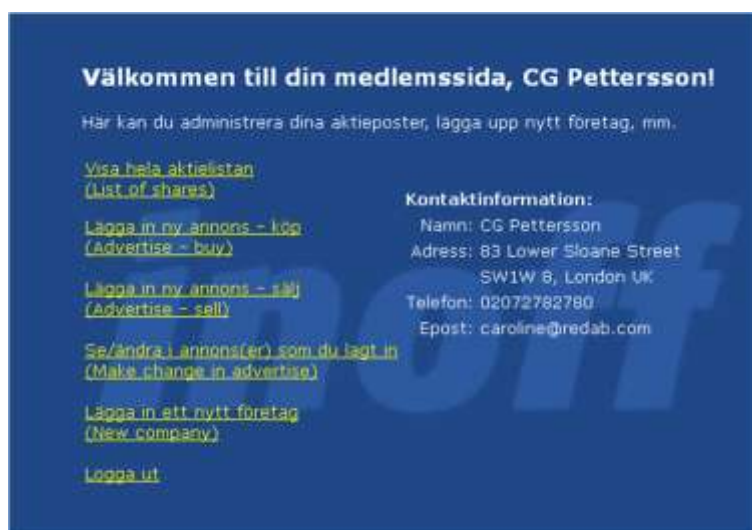 Välkommen till din medlemssida, CG Pettersson!
Här kan du administrera dina aktieposter, lägga upp nytt företag, mm.
Visa hela aktielistan
(List of shares)
Lägga in ny annons – köp
(Advertise – buy)
Lägga in ny annons – sälj
(Advertise – sell)
Se/ändra i annons(er) som du lagt in
(Make change in advertise)
Lägga in ett nytt företag
(New company)
Logga ut
Kontaktinformation:
Namn: CG Pettersson
Adress: 83 Lower Sloane Street
SW1W 8, London UK
Telefon: 02072782780
Epost: caroline@redab.com
inoff